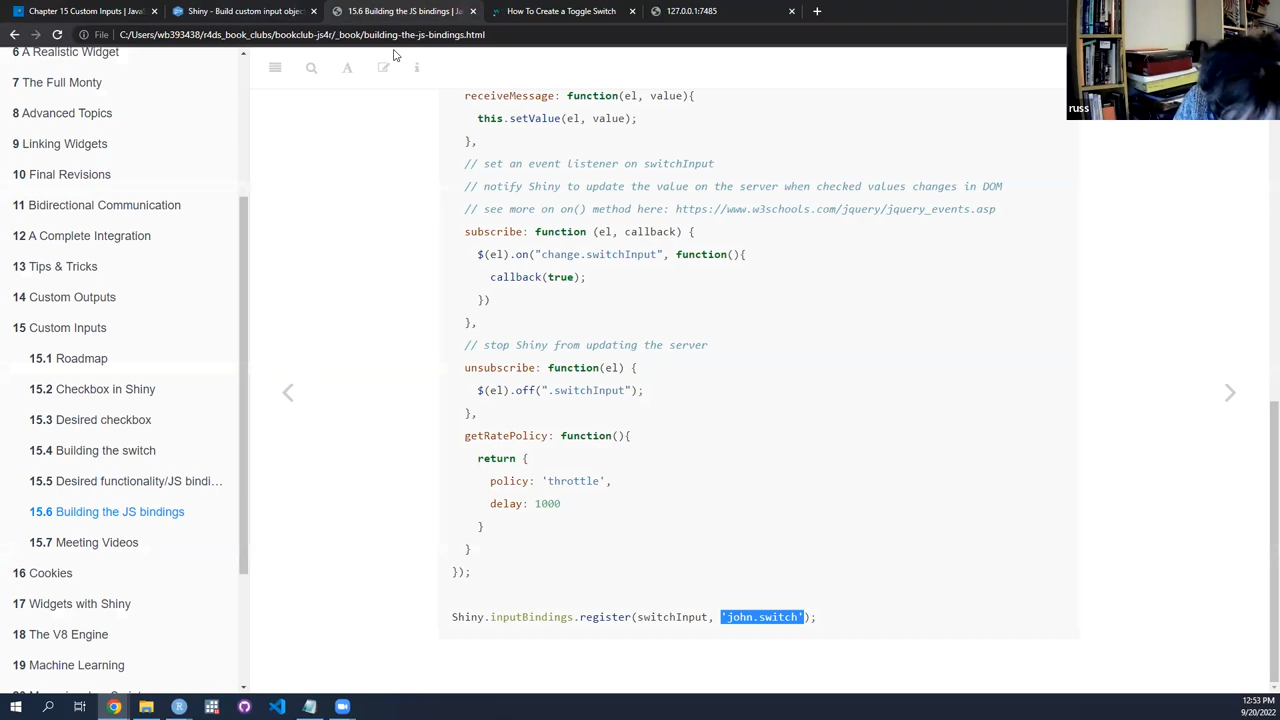 Chapter 15 Custom Inputs | Java
Shiny - Build custom input objec
15.6 Building the JS bindings | Ja
How To Create a Toggle Switch
127.0.0.1:7485
File
C:/Users/wb393438/r4ds_book_clubs/bookclub-js4r/_book/building-the-js-bindings.html
russ
6 A Realistic Widget
7 The Full Monty
8 Advanced Topics
9 Linking Widgets
10 Final Revisions
11 Bidirectional Communication
12 A Complete Integration
13 Tips & Tricks
14 Custom Outputs
15 Custom Inputs
15.1 Roadmap
15.2 Checkbox in Shiny
15.3 Desired checkbox
15.4 Building the switch
15.5 Desired functionality/JS bindi…
15.6 Building the JS bindings
15.7 Meeting Videos
16 Cookies
17 Widgets with Shiny
18 The V8 Engine
19 Machine Learning
receiveMessage: function(el, value){
this.setValue(el, value);
},
// set an event listener on switchInput
// notify Shiny to update the value on the server when checked values changes in DOM
// see more on on() method here: https://www.w3schools.com/jquery/jquery_events.asp
subscribe: function (el, callback) {
$(el).on("change.switchInput", function(){
callback(true);
})
},
// stop Shiny from updating the server
unsubscribe: function(el) {
$(el).off(".switchInput");
},
getRatePolicy: function(){
return {
policy: 'throttle',
delay: 1000
}
}
});
Shiny.inputBindings.register(switchInput, 'john.switch');
12:53 PM
9/20/2022